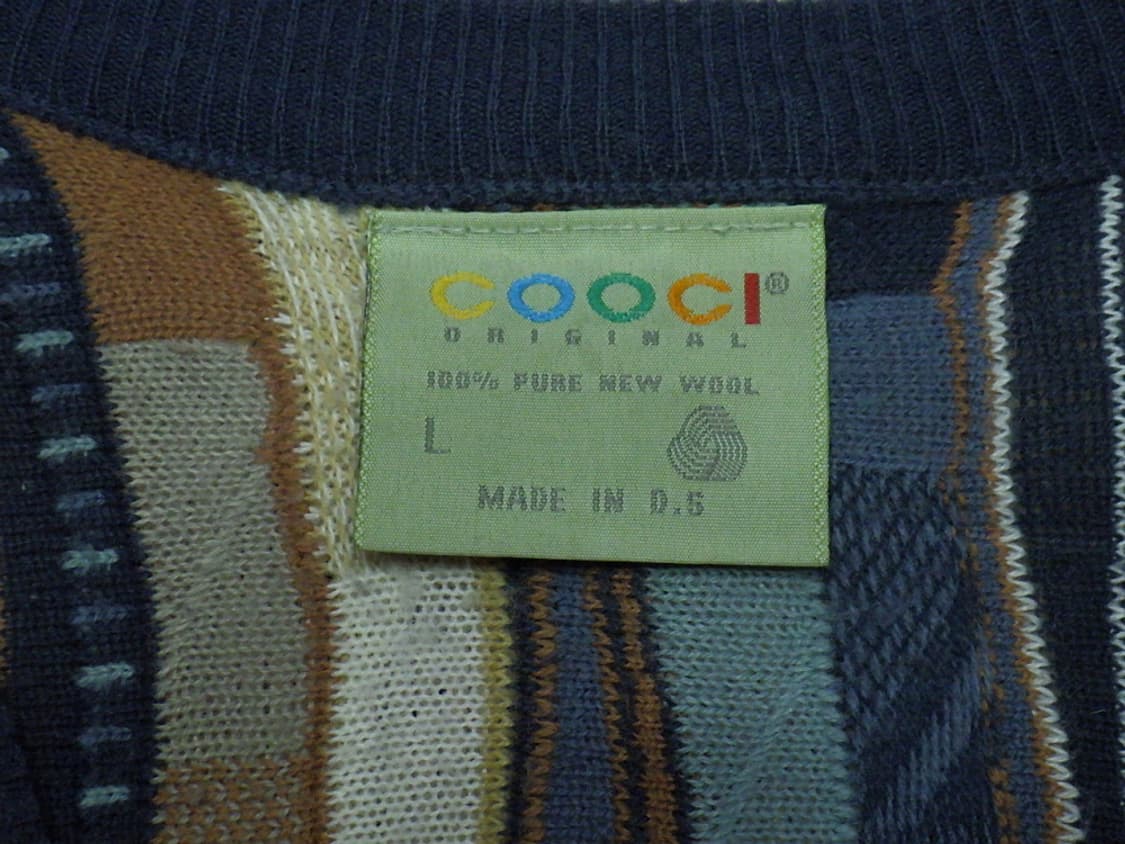 COOCI®
ORIGINAL
100% PURE NEW WOOL
L
MADE IN D.G